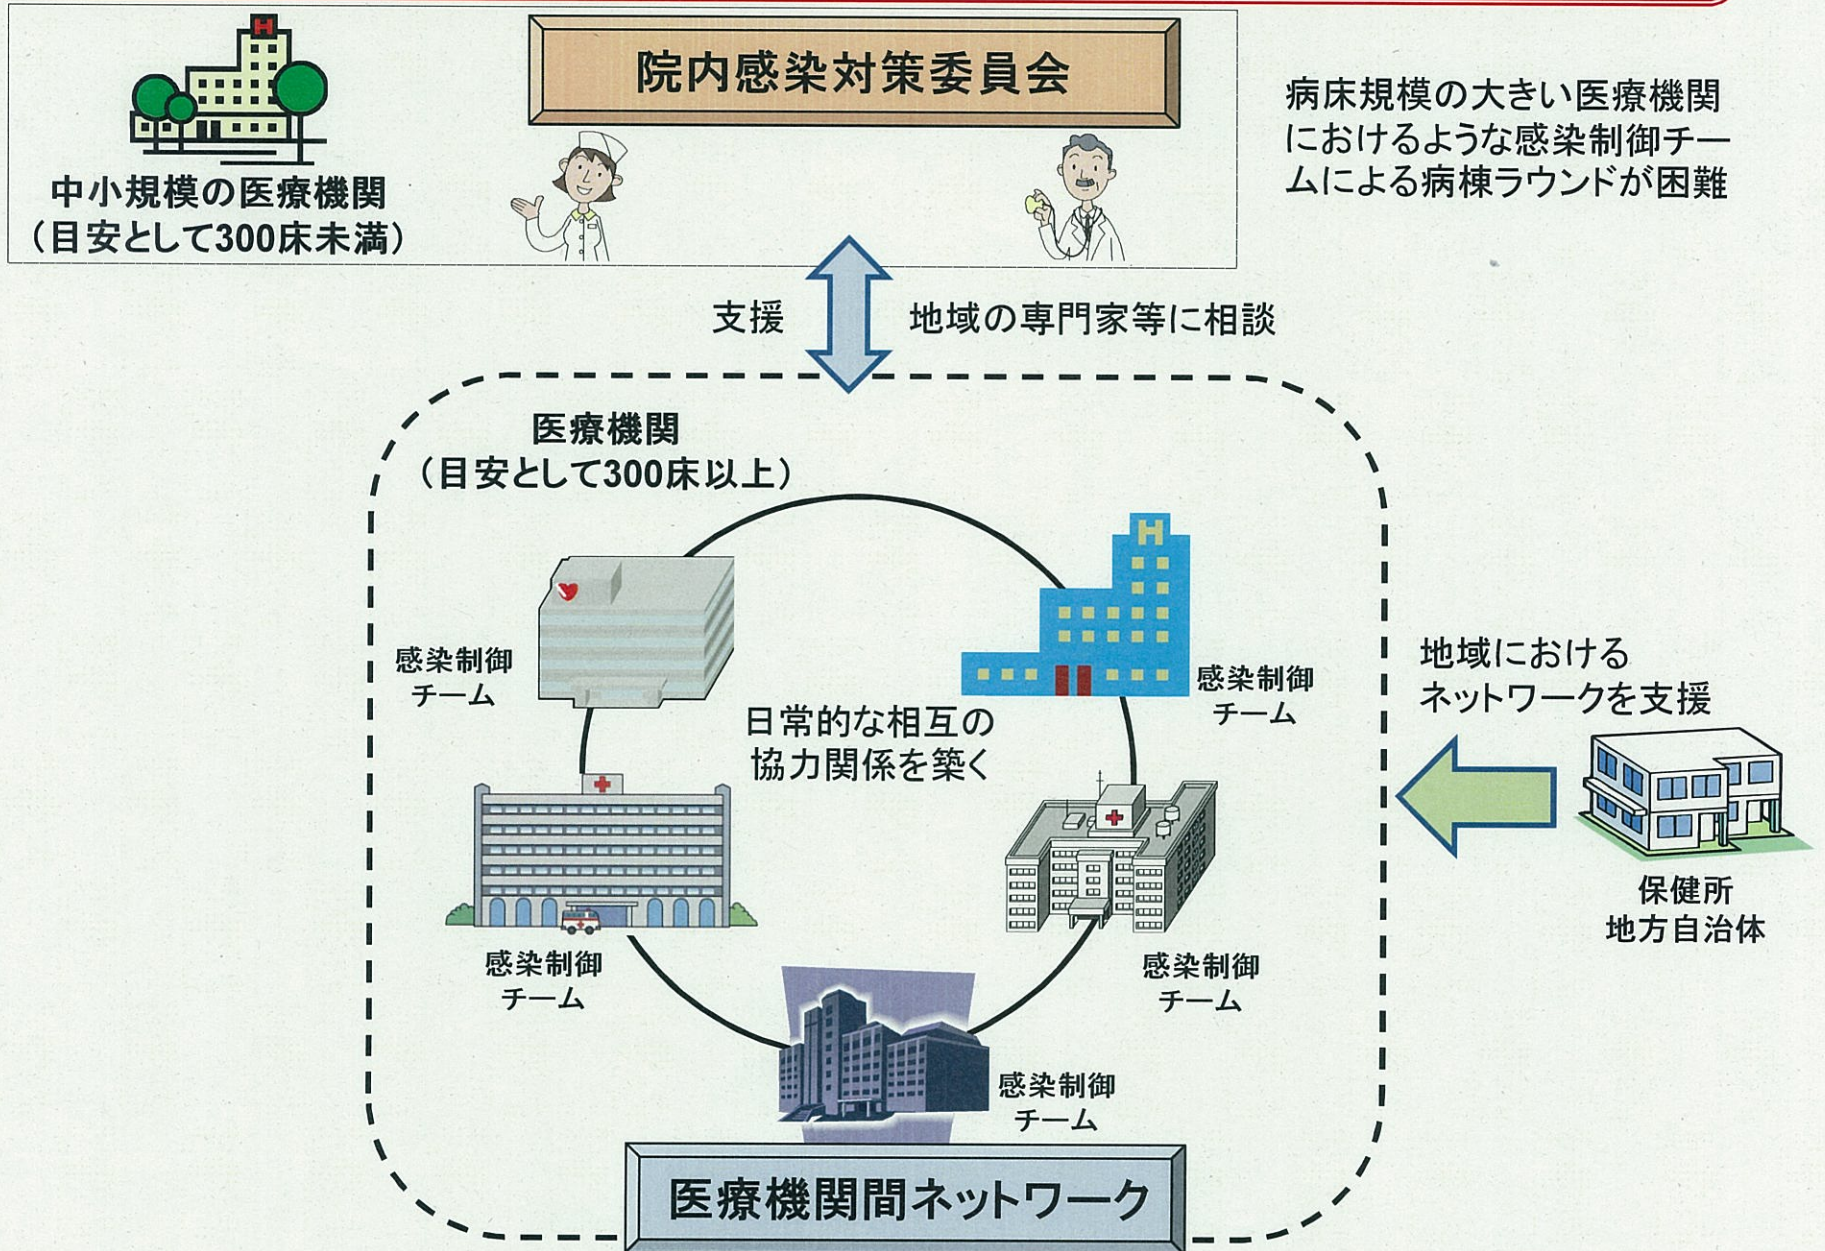 H
院内感染対策委員会
中小規模の医療機関
(目安として300床未満)
病床規模の大きい医療機関
におけるような感染制御チー
ムによる病棟ラウンドが困難
支援
地域の専門家等に相談
医療機関
(目安として300床以上)
H
感染制御
チーム
感染制御
チーム
日常的な相互の
協力関係を築く
地域における
ネットワークを支援
保健所
地方自治体
感染制御
チーム
感染制御
チーム
感染制御
チーム
医療機関間ネットワーク